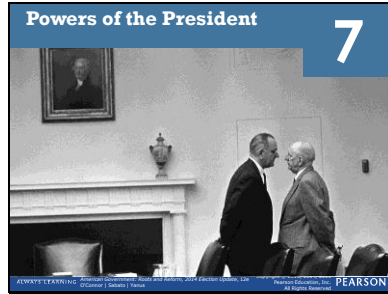 Powers of the President
7
ALWAYS LEARNING
American Government: Roots and Reform, 2014 Election Update, 12e
O'Connor | Sabato | Yanus
Pearson Education, Inc.
All Rights Reserved
PEARSON